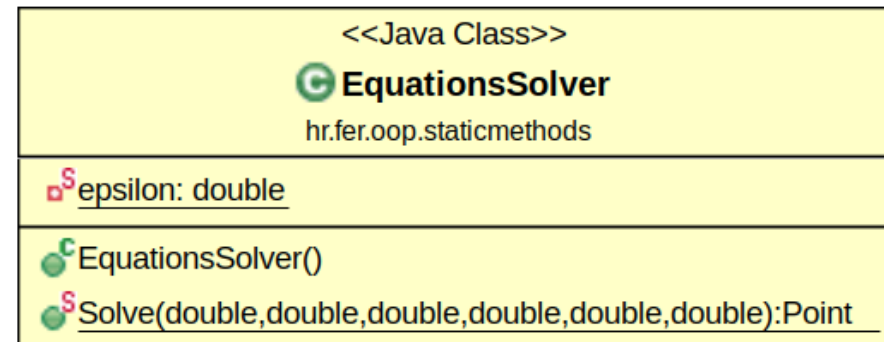 <<Java Class>>
C EquationsSolver
hr.fer.oop.staticmethods
S epsilon: double
C EquationsSolver()
S Solve(double,double,double,double,double,double):Point